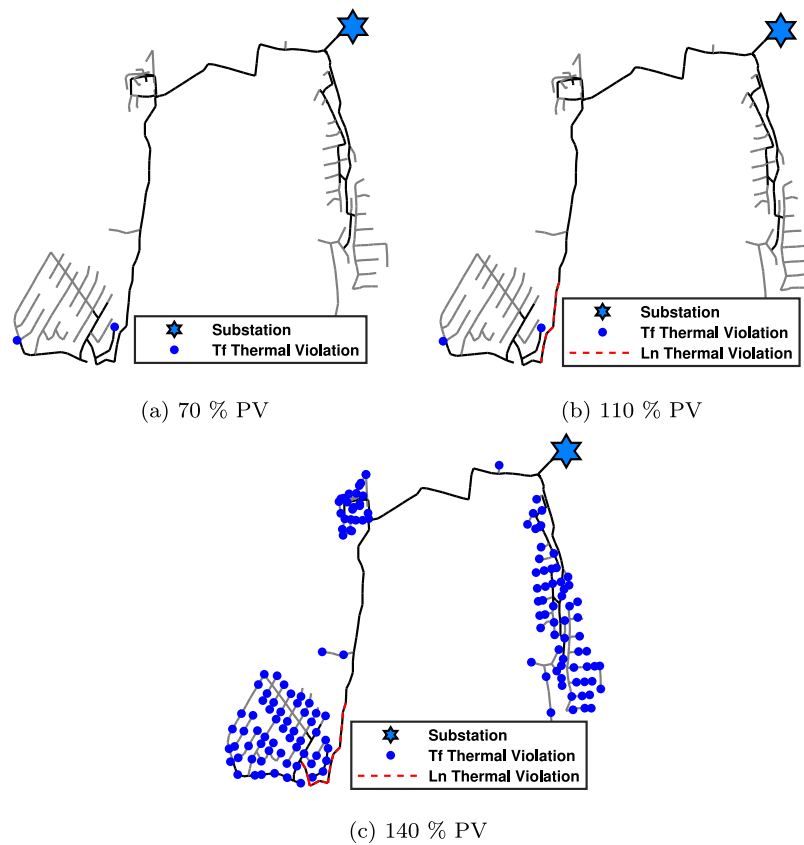 Substation
Tf Thermal Violation
(a) 70 % PV
Substation
Tf Thermal Violation
Ln Thermal Violation
(b) 110 % PV
Substation
Tf Thermal Violation
Ln Thermal Violation
(c) 140 % PV